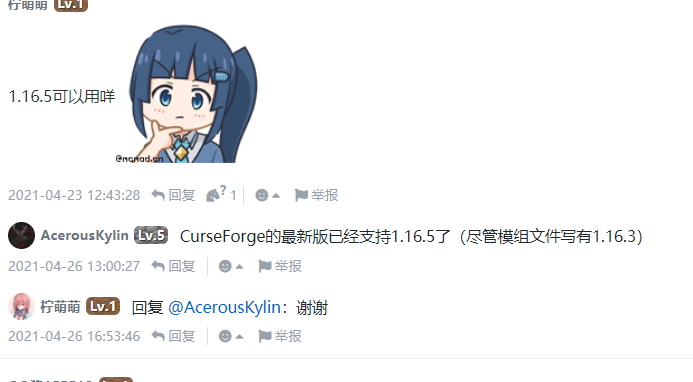 柠萌萌 Lv.1
1.16.5可以用咩
@mcmod.cn
2021-04-23 12:43:28 回复 ? 1 举报
AcerousKylin Lv.5 CurseForge的最新版已经支持1.16.5了（尽管模组文件写有1.16.3）
2021-04-26 13:00:27 回复 举报
柠萌萌 Lv.1 回复 @AcerousKylin：谢谢
2021-04-26 16:53:46 回复 举报